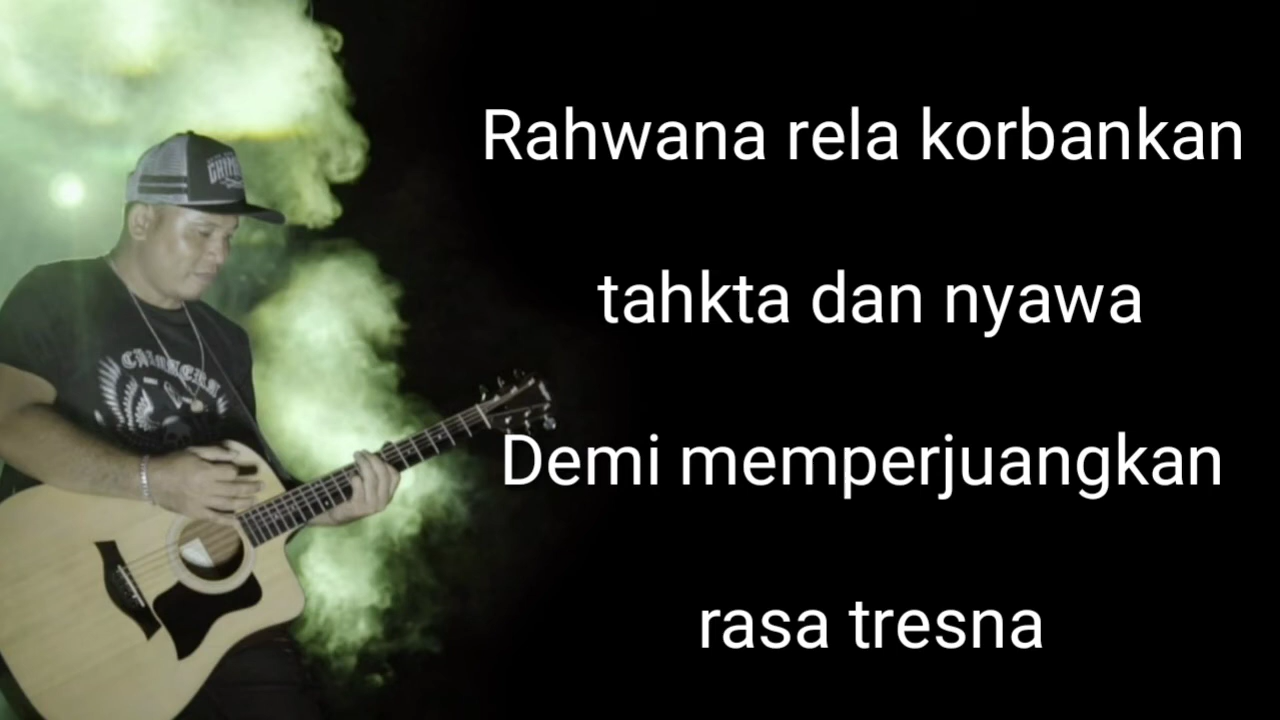 Rahwana rela korbankan
tahkta dan nyawa
Demi memperjuangkan
rasa tresna